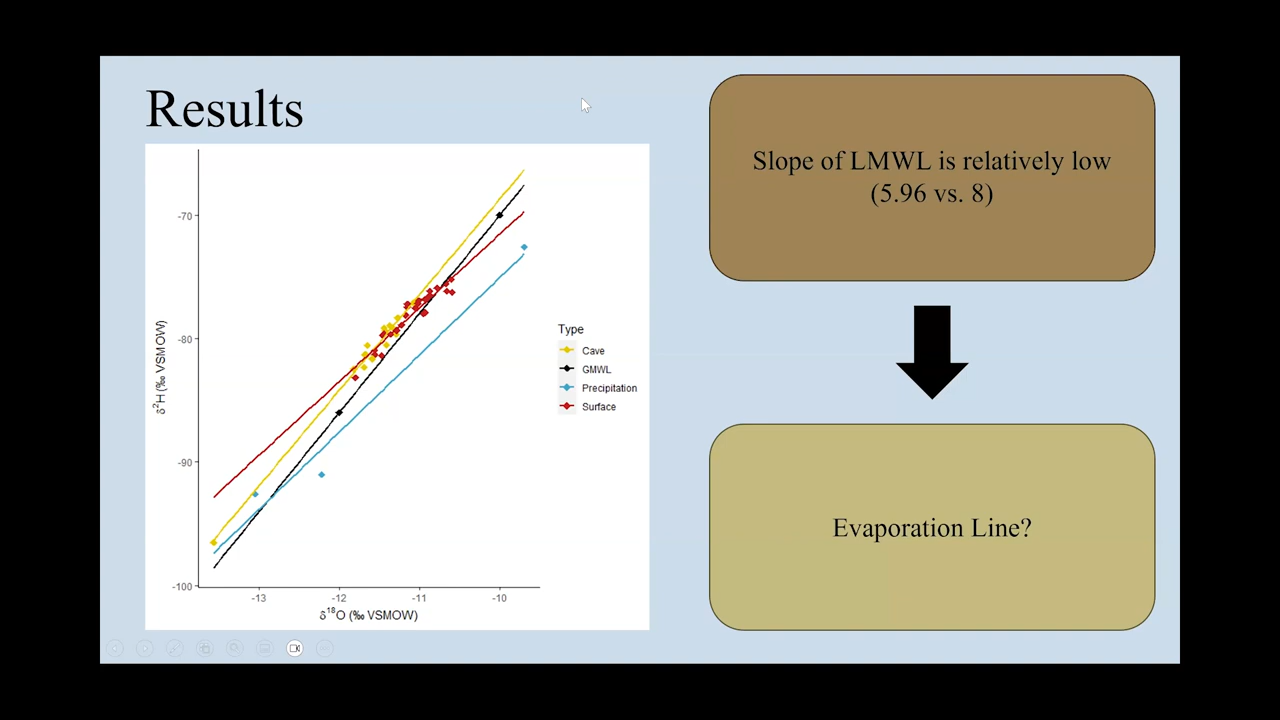 Results
Slope of LMWL is relatively low
(5.96 vs. 8)
Evaporation Line?
δ²H (‰ VSMOW)
-70
-80
-90
-100
-13
-12
-11
-10
δ¹⁸O (‰ VSMOW)
Type
Cave
GMWL
Precipitation
Surface